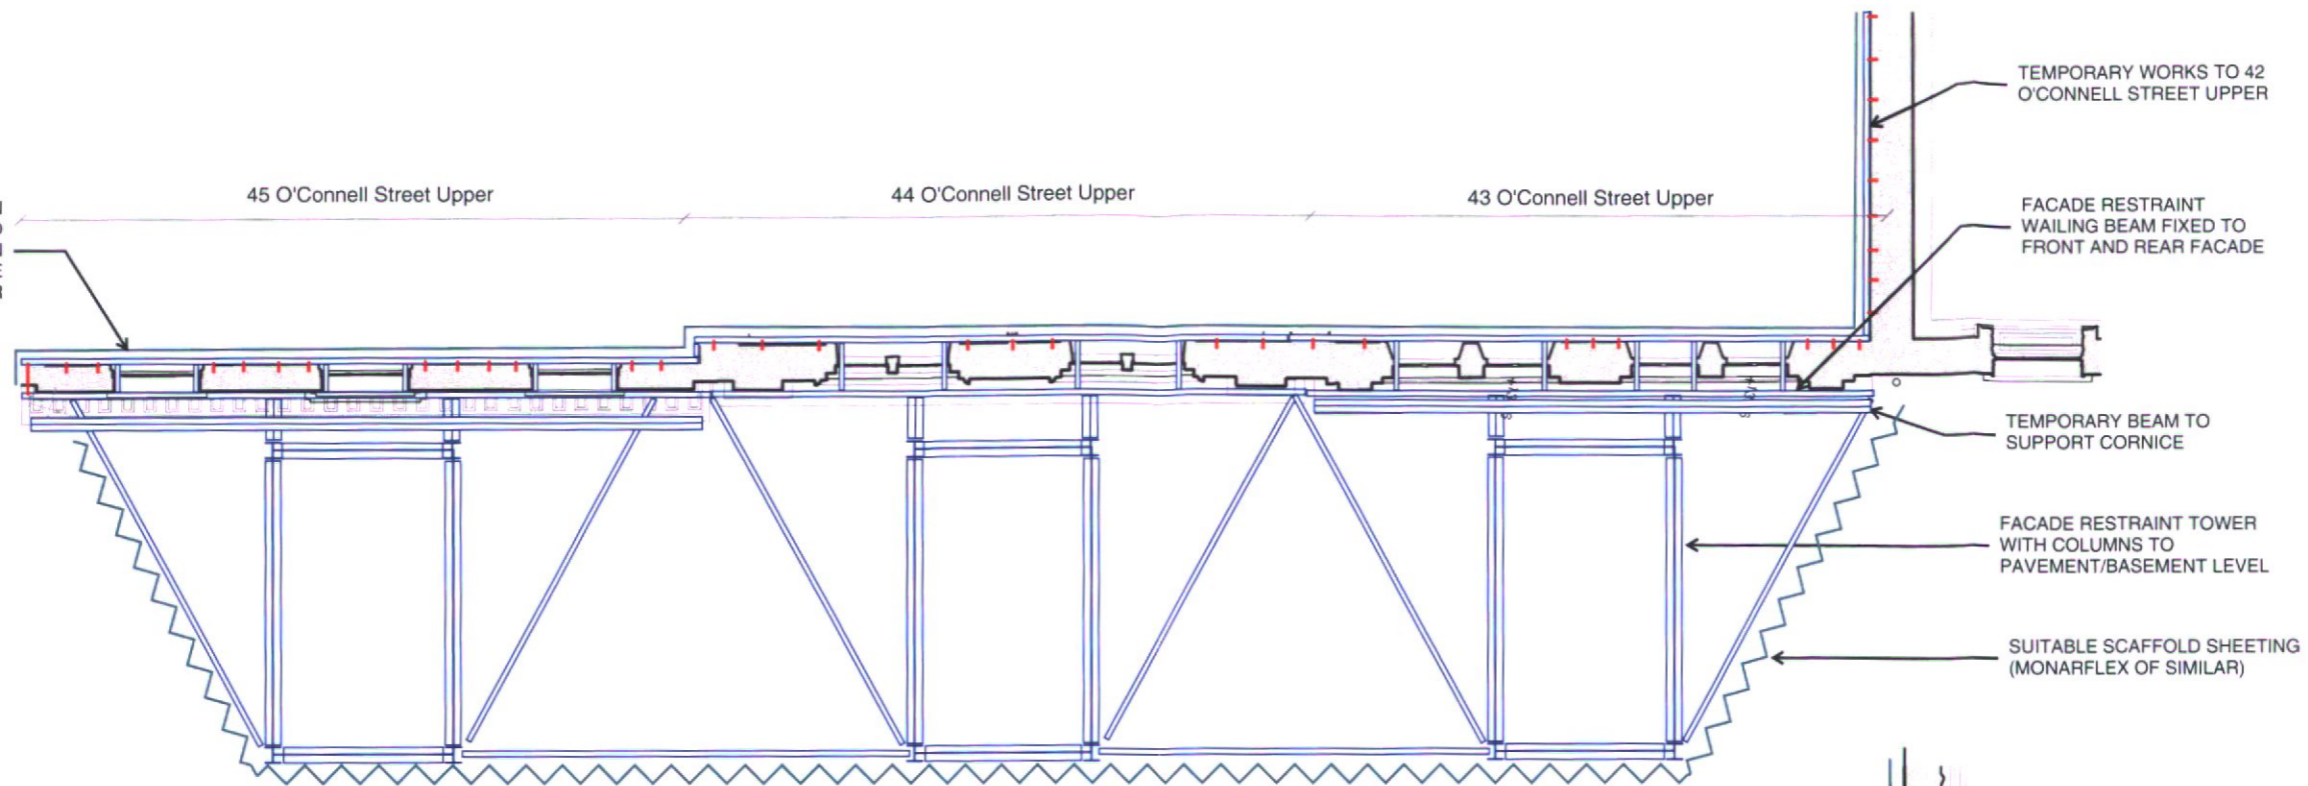 TEMPORARY WORKS TO 42
O'CONNELL STREET UPPER
45 O'Connell Street Upper
44 O'Connell Street Upper
43 O'Connell Street Upper
FACADE RESTRAINT
WAILING BEAM FIXED TO
FRONT AND REAR FACADE
TEMPORARY BEAM TO
SUPPORT CORNICE
FACADE RESTRAINT TOWER
WITH COLUMNS TO
PAVEMENT/BASEMENT LEVEL
SUITABLE SCAFFOLD SHEETING
(MONARFLEX OF SIMILAR)